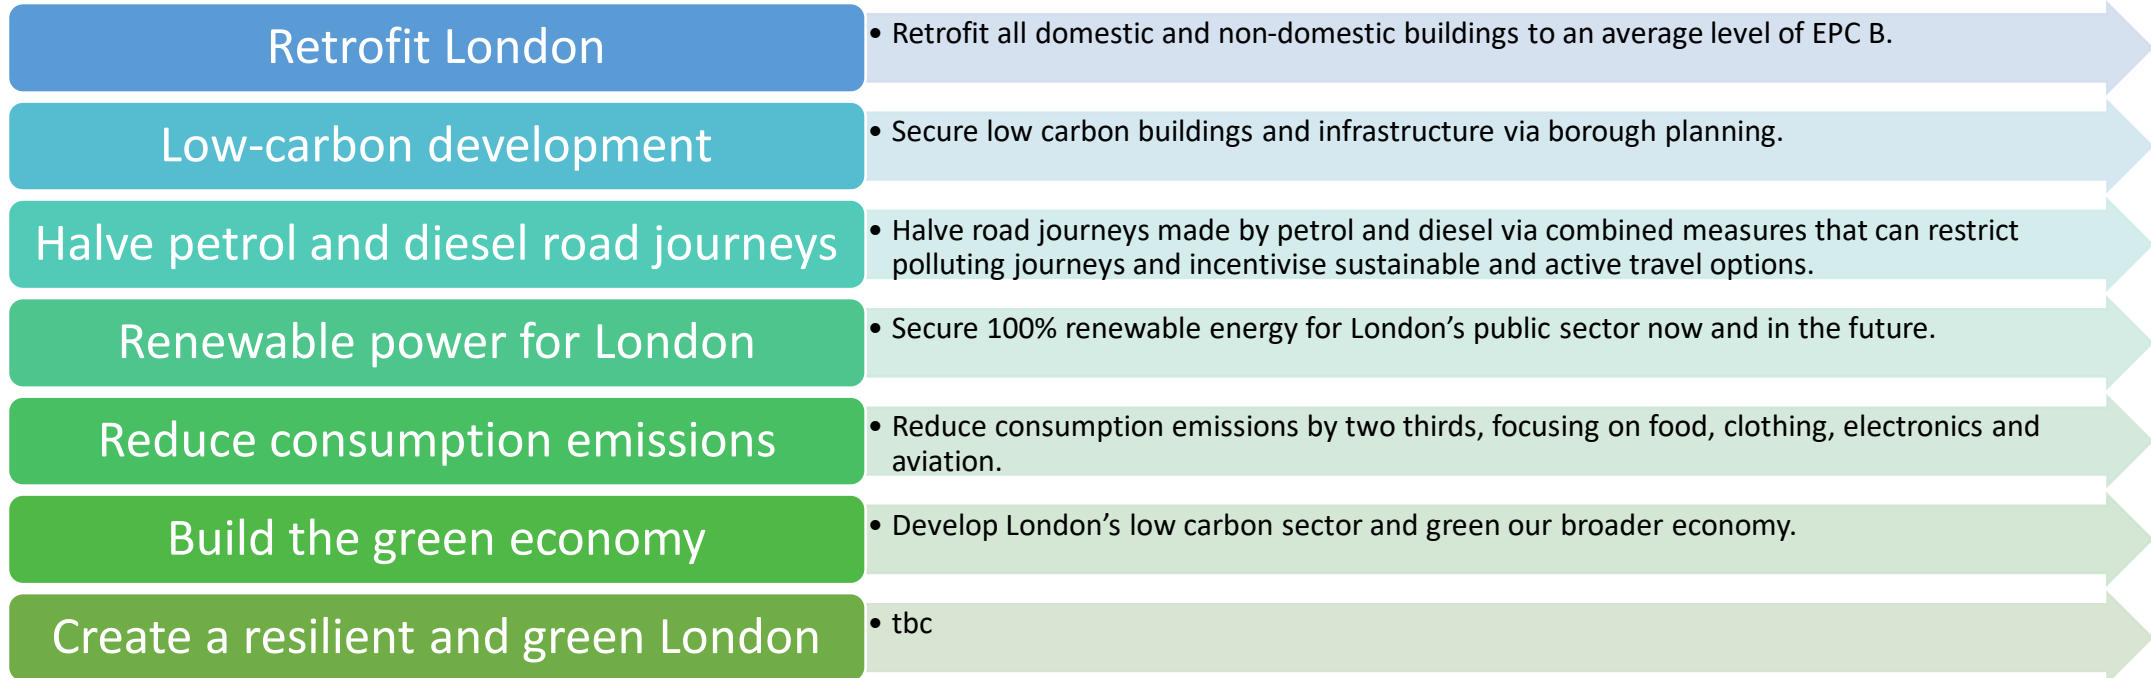 Retrofit London
• Retrofit all domestic and non-domestic buildings to an average level of EPC B.
Low-carbon development
• Secure low carbon buildings and infrastructure via borough planning.
Halve petrol and diesel road journeys
• Halve road journeys made by petrol and diesel via combined measures that can restrict
polluting journeys and incentivise sustainable and active travel options.
Renewable power for London
• Secure 100% renewable energy for London’s public sector now and in the future.
Reduce consumption emissions
• Reduce consumption emissions by two thirds, focusing on food, clothing, electronics and
aviation.
Build the green economy
• Develop London’s low carbon sector and green our broader economy.
Create a resilient and green London
• tbc